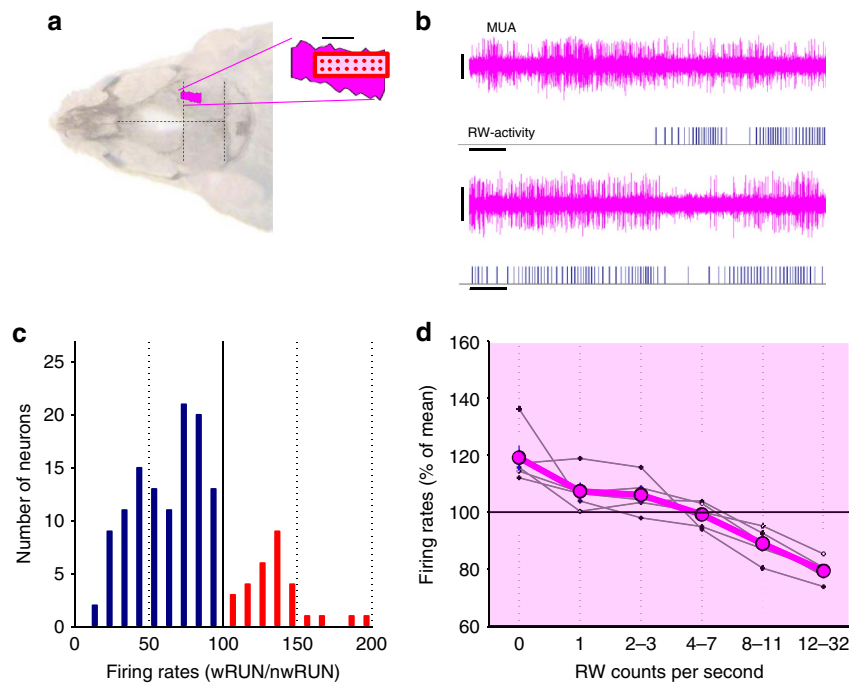 a
b
MUA
RW-activity
c
Number of neurons
25
20
15
10
5
0
50
100
150
200
Firing rates (wRUN/nwRUN)
d
Firing rates (% of mean)
160
140
120
100
80
60
0
1
2–3
4–7
8–11
12–32
RW counts per second